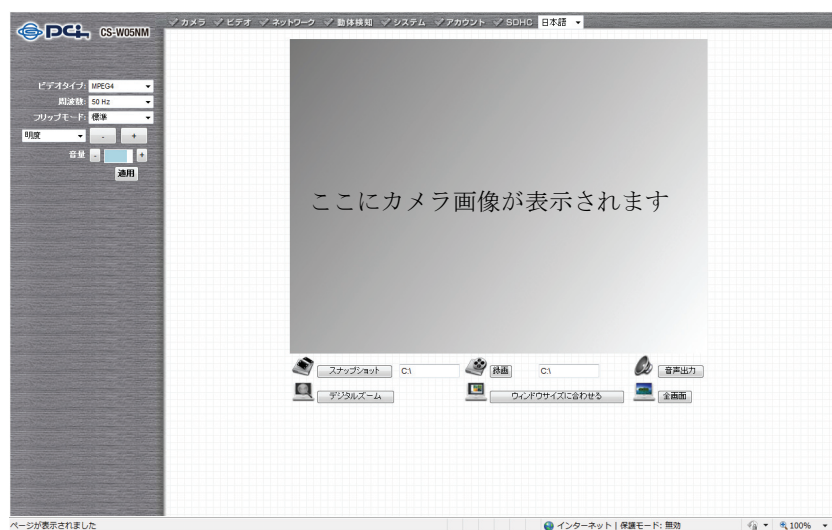 PCi CS-W05NM
カメラ ビデオ ネットワーク 動体検知 システム アカウント SOHO 日本語
ビデオタイプ: MPEG4
周波数: 50 Hz
フリップモード: 標準
明度 - +
音量 - +
適用
ここにカメラ画像が表示されます
スナップショット C:\ 録画 C:\ 音声出力
デジタルズーム ウィンドウサイズに合わせる 全画面
ページが表示されました インターネット | 保護モード: 無効 100%